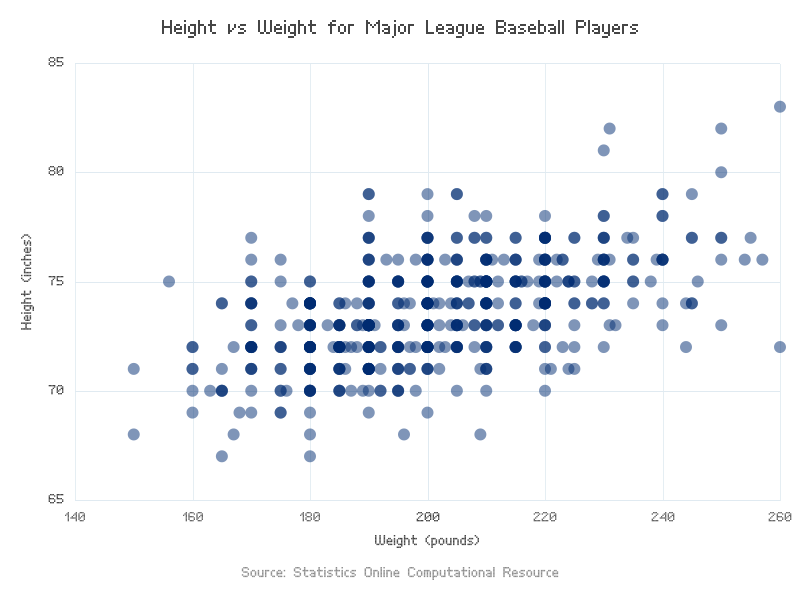 Height vs Weight for Major League Baseball Players
85
80
75
70
65
140 160 180 200 220 240 260
Height (inches)
Weight (pounds)
Source: Statistics Online Computational Resource